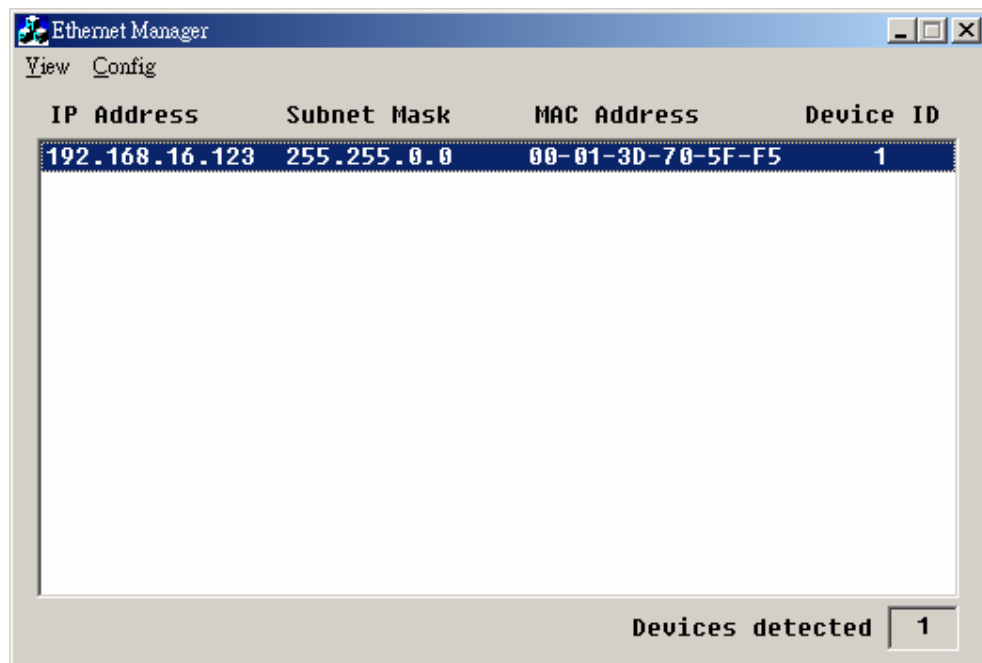 Ethernet Manager
View Config
IP Address Subnet Mask MAC Address Device ID
192.168.16.123 255.255.0.0 00-01-3D-70-5F-F5 1
Devices detected 1